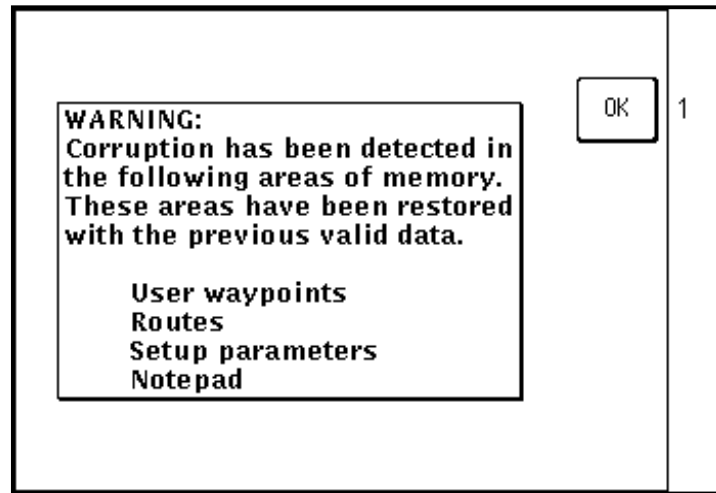 WARNING:
Corruption has been detected in
the following areas of memory.
These areas have been restored
with the previous valid data.
User waypoints
Routes
Setup parameters
Notepad
OK
1